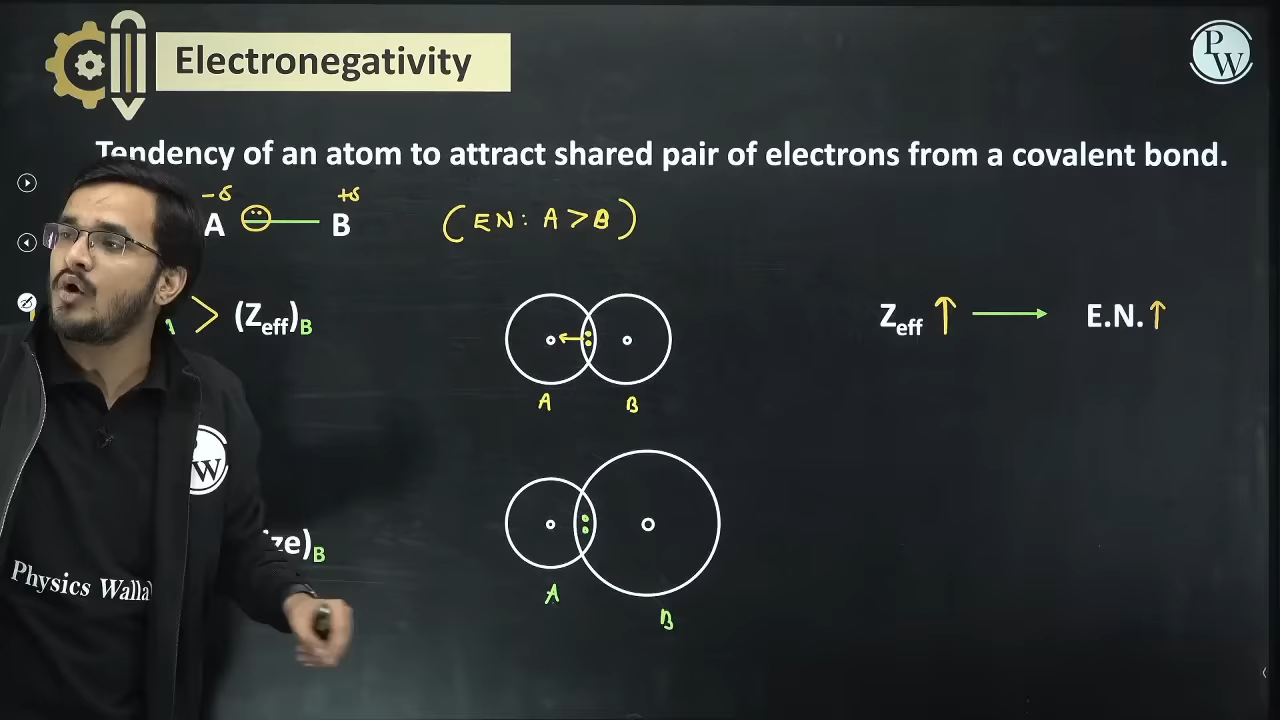 Electronegativity
PW
Tendency of an atom to attract shared pair of electrons from a covalent bond.
-δ +δ
A : B (EN: A > B)
A > (Zeff)B
A B
Zeff ↑ → E.N. ↑
ze)B
A
B
W
Physics Walla